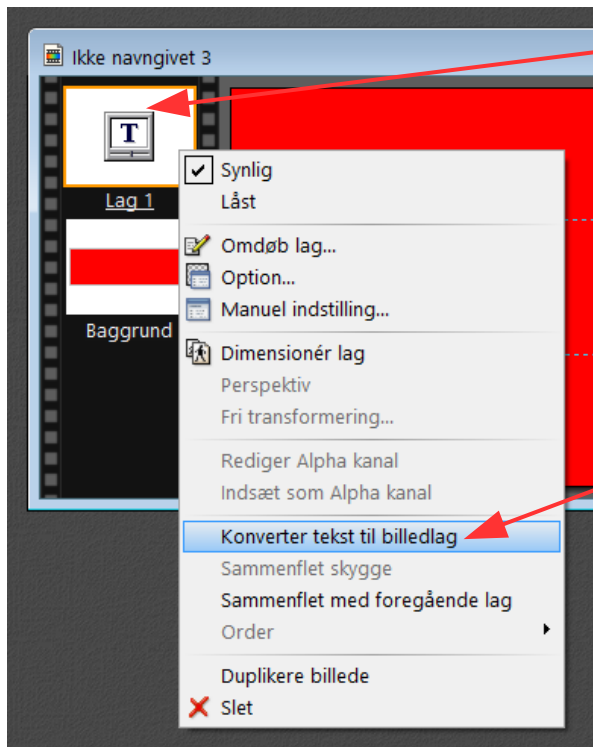 Ikke navngivet 3
T
Lag 1
Baggrund
Synlig
Låst
Omdøb lag...
Option...
Manuel indstilling...
Dimensionér lag
Perspektiv
Fri transformering...
Rediger Alpha kanal
Indsæt som Alpha kanal
Konverter tekst til billedlag
Sammenflet skygge
Sammenflet med foregående lag
Order
Duplikere billede
Slet